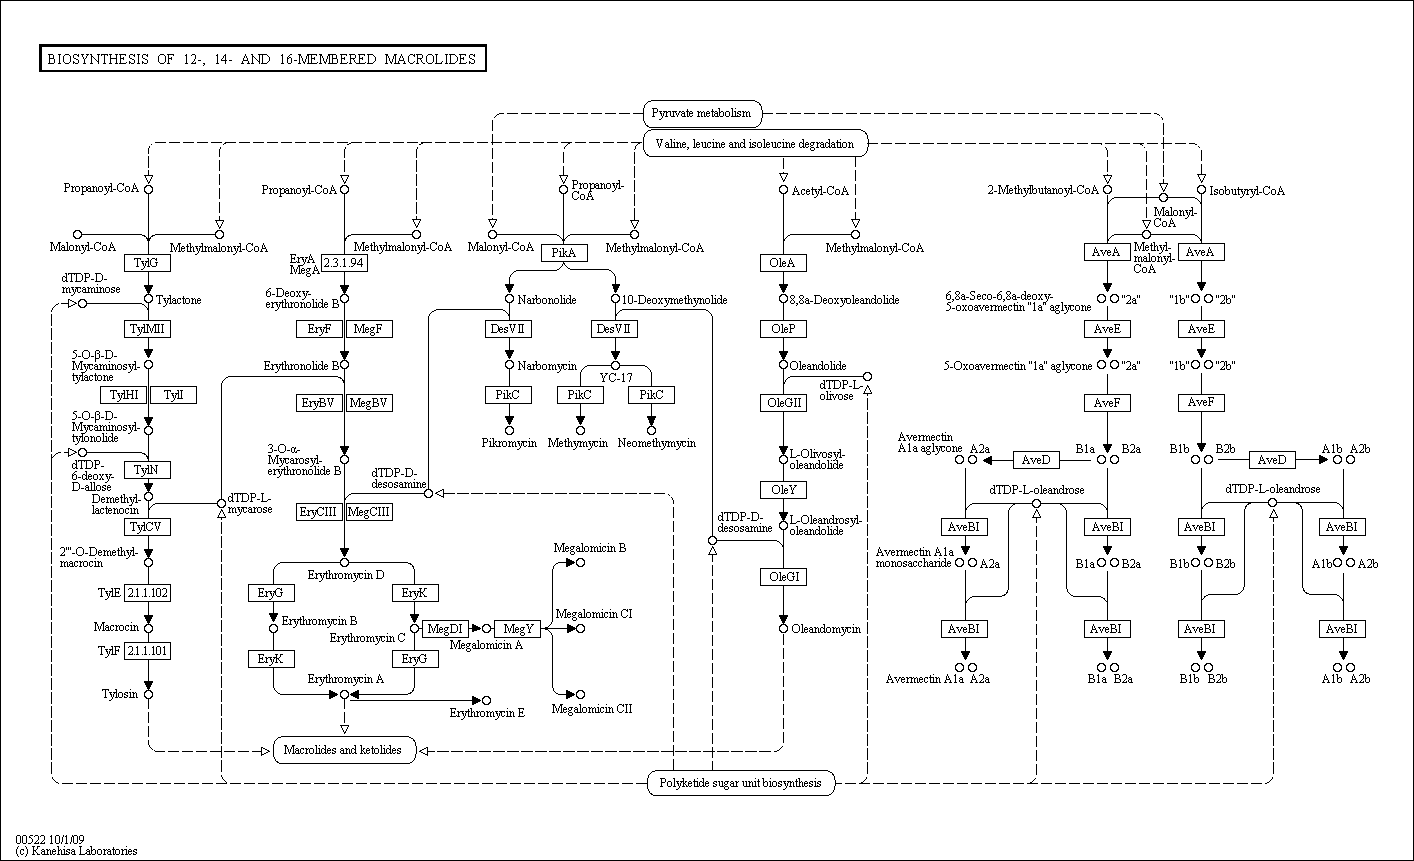 BIOSYNTHESIS OF 12-, 14- AND 16-MEMBERED MACROLIDES
Pyruvate metabolism
Valine, leucine and isoleucine degradation
Propanoyl-CoA
Propanoyl-CoA
Propanoyl-
CoA
Acetyl-CoA
2-Methylbutanoyl-CoA
Isobutyryl-CoA
Malonyl-
CoA
Malonyl-CoA
Methylmalonyl-CoA
Methylmalonyl-CoA
Malonyl-CoA
Methylmalonyl-CoA
Methylmalonyl-CoA
Methyl-
malonyl-
CoA
TylG
EryA
MegA
2.3.1.94
PikA
OleA
AveA
AveA
dTDP-D-
mycaminose
Tylactone
6-Deoxy-
erythronolide B
Narbonolide
10-Deoxymethynolide
8,8a-Deoxyoleandolide
6,8a-Seco-6,8a-deoxy-
5-oxoavermectin "1a" aglycone
"2a"
"1b"
"2b"
TylMII
EryF
MegF
DesVII
DesVII
OleP
AveE
AveE
5-O-β-D-
Mycaminosyl-
tylactone
Erythronolide B
Narbomycin
YC-17
Oleandolide
dTDP-L-
olivose
5-Oxoavermectin "1a" aglycone
"2a"
"1b"
"2b"
TylHI
TylI
EryBV
MegBV
PikC
PikC
PikC
OleGII
AveF
AveF
5-O-β-D-
Mycaminosyl-
tylonolide
Pikromycin
Methymycin
Neomethymycin
3-O-α-
Mycarosyl-
erythronolide B
L-Olivosyl-
oleandolide
Avermectin
A1a aglycone
A2a
AveD
B1a
B2a
B1b
B2b
AveD
A1b
A2b
dTDP-
6-deoxy-
D-allose
TylN
dTDP-D-
desosamine
OleY
dTDP-L-oleandrose
dTDP-L-oleandrose
Demethyl-
lactenocin
dTDP-L-
mycarose
EryCIII
MegCIII
dTDP-D-
desosamine
L-Oleandrosyl-
oleandolide
TylCV
AveBI
AveBI
AveBI
AveBI
2'''-O-Demethyl-
macrocin
Erythromycin D
Megalomicin B
OleGI
Avermectin A1a
monosaccharide
A2a
B1a
B2a
B1b
B2b
A1b
A2b
TylE
2.1.1.102
EryG
EryK
Macrocin
Erythromycin B
Erythromycin C
MegDI
Megalomicin A
MegY
Megalomicin CI
Oleandomycin
AveBI
AveBI
AveBI
AveBI
TylF
2.1.1.101
EryK
EryG
Tylosin
Erythromycin A
Erythromycin E
Megalomicin CII
Avermectin A1a
A2a
B1a
B2a
B1b
B2b
A1b
A2b
Macrolides and ketolides
Polyketide sugar unit biosynthesis
00522 10/1/09
(c) Kanehisa Laboratories